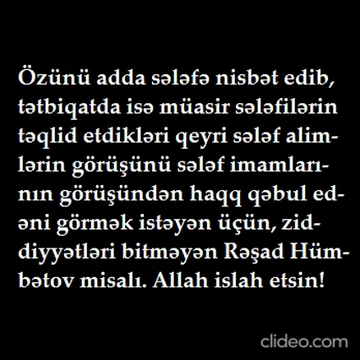 Özünü adda sələfə nisbət edib,
tətbiqatda isə müasir sələfilərin
təqlid etdikləri qeyri sələf alim-
lərin görüşünü sələf imamları-
nın görüşündən haqq qəbul ed-
əni görmək istəyən üçün, zid-
diyyətləri bitməyən Rəşad Hüm-
bətov misalı. Allah islah etsin!
clideo.com